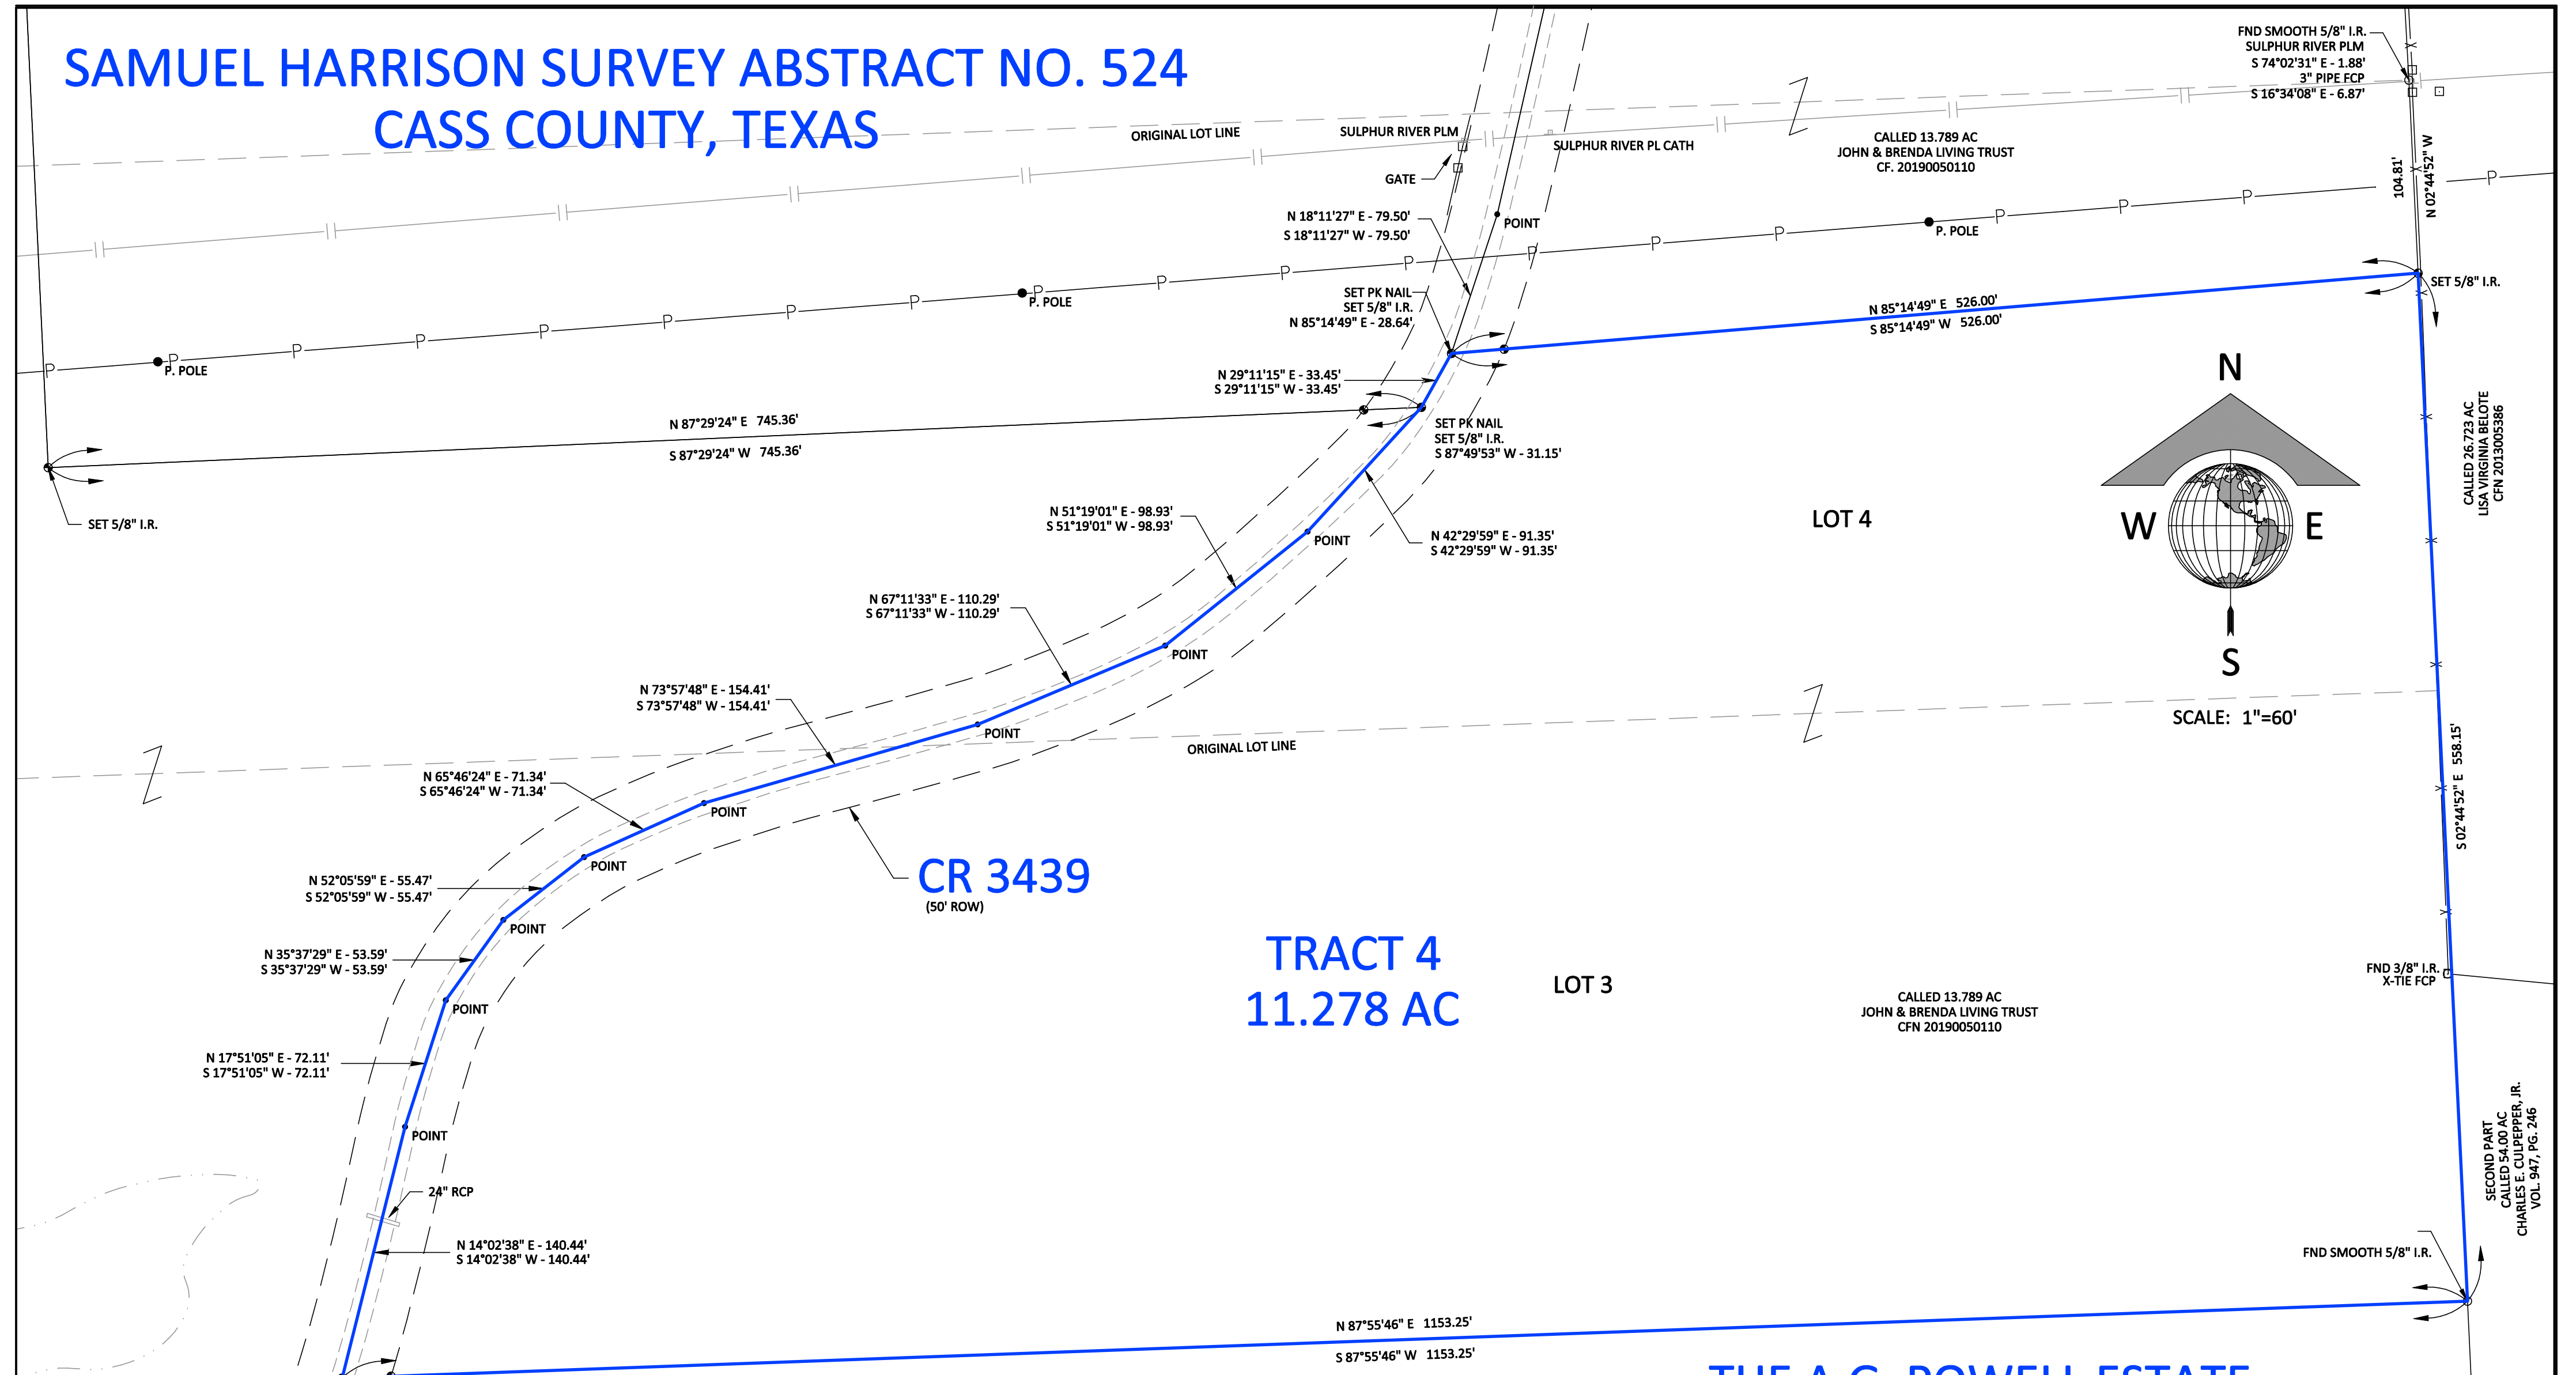 SAMUEL HARRISON SURVEY ABSTRACT NO. 524
CASS COUNTY, TEXAS
FND SMOOTH 5/8" I.R.
SULPHUR RIVER PLM
S 74°02'31" E - 1.88'
3" PIPE FCP
S 16°34'08" E - 6.87'
ORIGINAL LOT LINE
SULPHUR RIVER PLM
SULPHUR RIVER PL CATH
GATE
CALLED 13.789 AC
JOHN & BRENDA LIVING TRUST
CF. 20190050110
104.81'
N 02°44'52" W
N 18°11'27" E - 79.50'
S 18°11'27" W - 79.50'
POINT
P P P P P P P P P P P P P P P P P P P P
P. POLE
P. POLE
P. POLE
SET PK NAIL
SET 5/8" I.R.
N 85°14'49" E - 28.64'
N 85°14'49" E 526.00'
S 85°14'49" W 526.00'
SET 5/8" I.R.
N 29°11'15" E - 33.45'
S 29°11'15" W - 33.45'
N 87°29'24" E 745.36'
S 87°29'24" W 745.36'
SET PK NAIL
SET 5/8" I.R.
S 87°49'53" W - 31.15'
SET 5/8" I.R.
N
W E
S
SCALE: 1"=60'
CALLED 26.723 AC
LISA VIRGINIA BELOTE
CFN 2013005386
N 51°19'01" E - 98.93'
S 51°19'01" W - 98.93'
POINT
N 42°29'59" E - 91.35'
S 42°29'59" W - 91.35'
LOT 4
N 67°11'33" E - 110.29'
S 67°11'33" W - 110.29'
POINT
N 73°57'48" E - 154.41'
S 73°57'48" W - 154.41'
POINT
ORIGINAL LOT LINE
S 02°44'52" E 558.15'
N 65°46'24" E - 71.34'
S 65°46'24" W - 71.34'
POINT
POINT
CR 3439
(50' ROW)
N 52°05'59" E - 55.47'
S 52°05'59" W - 55.47'
POINT
N 35°37'29" E - 53.59'
S 35°37'29" W - 53.59'
POINT
TRACT 4
11.278 AC
LOT 3
CALLED 13.789 AC
JOHN & BRENDA LIVING TRUST
CFN 20190050110
FND 3/8" I.R.
X-TIE FCP
N 17°51'05" E - 72.11'
S 17°51'05" W - 72.11'
POINT
24" RCP
N 14°02'38" E - 140.44'
S 14°02'38" W - 140.44'
SECOND PART
CALLED 54.00 AC
CHARLES E. CULPEPPER, JR.
VOL. 947, PG. 246
FND SMOOTH 5/8" I.R.
N 87°55'46" E 1153.25'
S 87°55'46" W 1153.25'
THE A.G. POWELL ESTATE